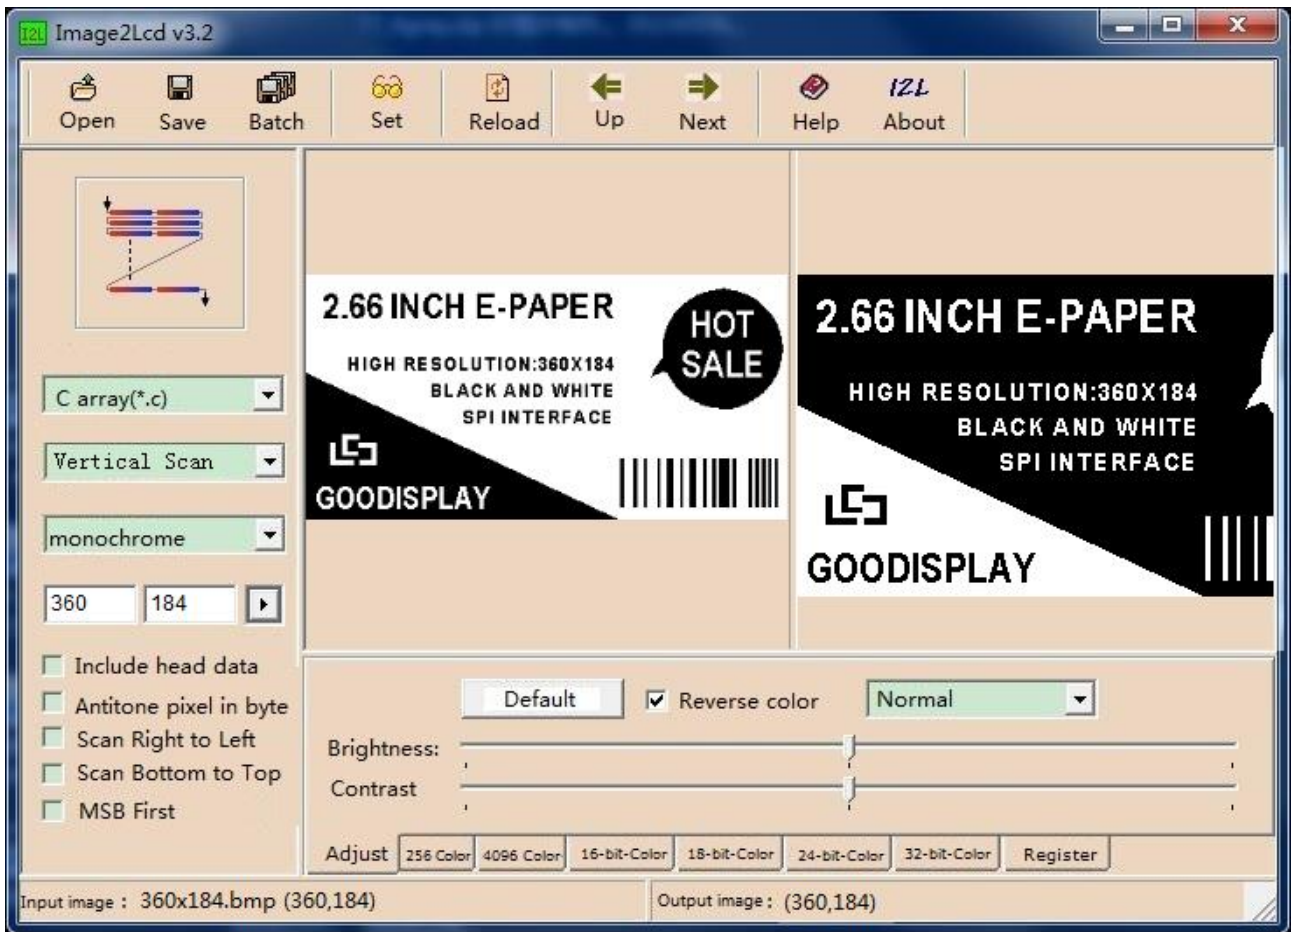 I2L Image2Lcd v3.2
Open Save Batch Set Reload Up Next Help I2L About
C array(*.c)
Vertical Scan
monochrome
360 184
Include head data
Antitone pixel in byte
Scan Right to Left
Scan Bottom to Top
MSB First
2.66 INCH E-PAPER
HOT
SALE
HIGH RESOLUTION:360X184
BLACK AND WHITE
SPI INTERFACE
GOODISPLAY
2.66 INCH E-PAPER
HIGH RESOLUTION:360X184
BLACK AND WHITE
SPI INTERFACE
GOODISPLAY
Default Reverse color Normal
Brightness:
Contrast
Adjust 256 Color 4096 Color 16-bit-Color 18-bit-Color 24-bit-Color 32-bit-Color Register
Input image : 360x184.bmp (360,184) Output image : (360,184)